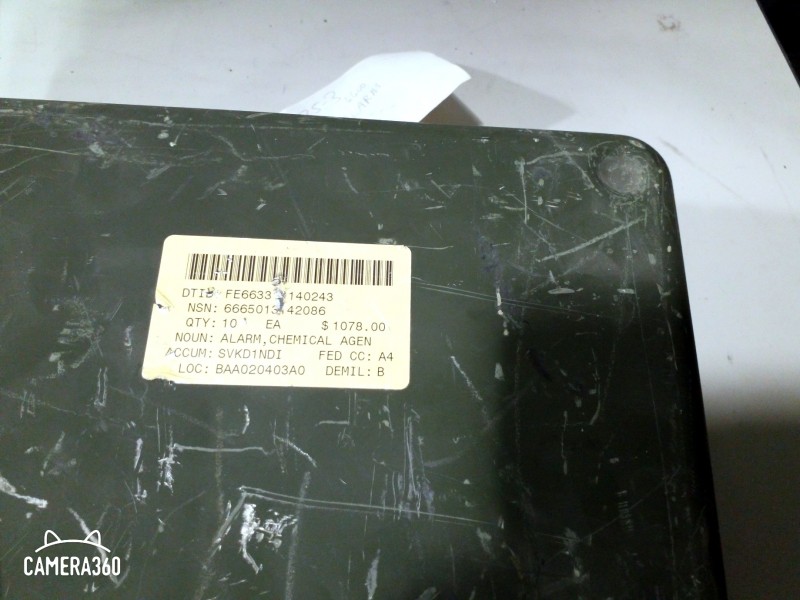 DTID: FE6633 140243
NSN: 6665013 42086
QTY: 10 EA $1078.00
NOUN: ALARM,CHEMICAL AGEN
ACCUM: SVKD1NDI FED CC: A4
LOC: BAA020403A0 DEMIL: B
CAMERA360